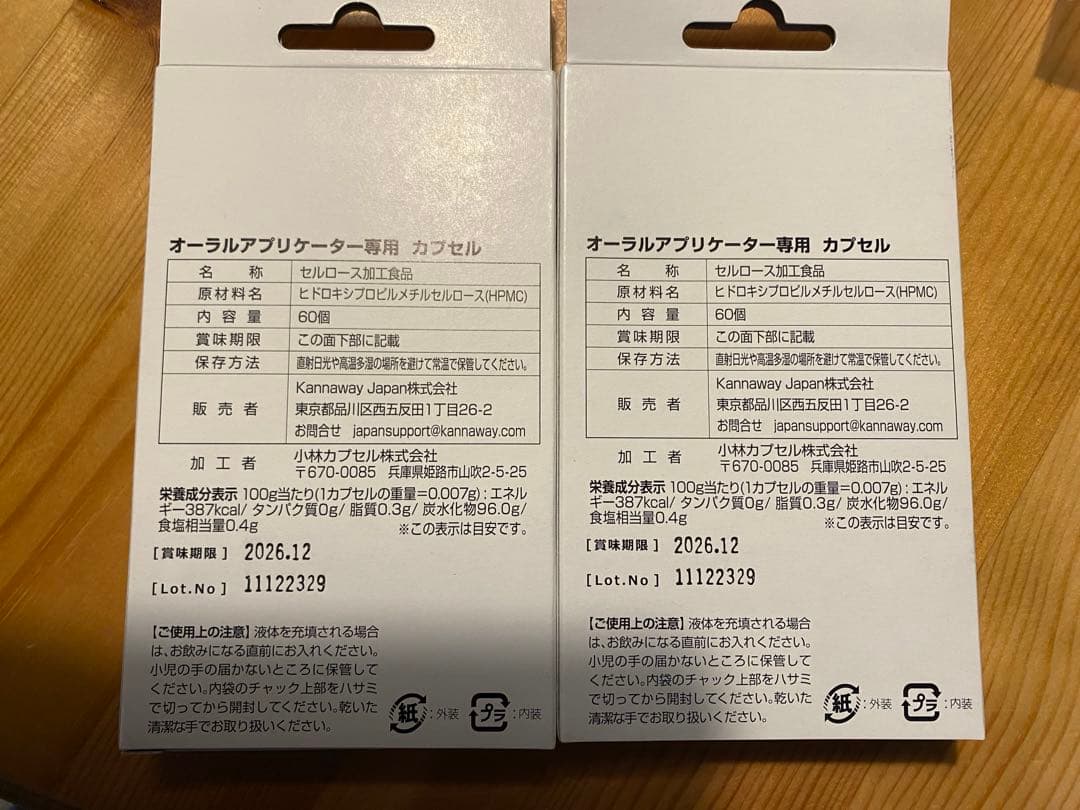 オーラルアプリケーター専用 カプセル
名称 セルロース加工食品
原材料名 ヒドロキシプロピルメチルセルロース(HPMC)
内容量 60個
賞味期限 この面下部に記載
保存方法 直射日光や高温多湿の場所を避けて常温で保管してください。
販売者 Kannaway Japan株式会社
東京都品川区西五反田1丁目26-2
お問合せ japansupport@kannaway.com
加工者 小林カプセル株式会社
〒670-0085 兵庫県姫路市山吹2-5-25
栄養成分表示 100g当たり(1カプセルの重量=0.007g) : エネル
ギー387kcal/ タンパク質0g/ 脂質0.3g/ 炭水化物96.0g/
食塩相当量0.4g ※この表示は目安です。
[賞味期限] 2026.12
[Lot.No] 11122329
【ご使用上の注意】液体を充填される場合
は、お飲みになる直前にお入れください。
小児の手の届かないところに保管して
ください。内袋のチャック上部をハサミ
で切ってから開封してください。乾いた
清潔な手でお取り扱いください。
紙 : 外装 プラ : 内装
オーラルアプリケーター専用 カプセル
名称 セルロース加工食品
原材料名 ヒドロキシプロピルメチルセルロース(HPMC)
内容量 60個
賞味期限 この面下部に記載
保存方法 直射日光や高温多湿の場所を避けて常温で保管してください。
販売者 Kannaway Japan株式会社
東京都品川区西五反田1丁目26-2
お問合せ japansupport@kannaway.com
加工者 小林カプセル株式会社
〒670-0085 兵庫県姫路市山吹2-5-25
栄養成分表示 100g当たり(1カプセルの重量=0.007g) : エネル
ギー387kcal/ タンパク質0g/ 脂質0.3g/ 炭水化物96.0g/
食塩相当量0.4g ※この表示は目安です。
[賞味期限] 2026.12
[Lot.No] 11122329
【ご使用上の注意】液体を充填される場合
は、お飲みになる直前にお入れください。
小児の手の届かないところに保管して
ください。内袋のチャック上部をハサミ
で切ってから開封してください。乾いた
清潔な手でお取り扱いください。
紙 : 外装 プラ : 内装